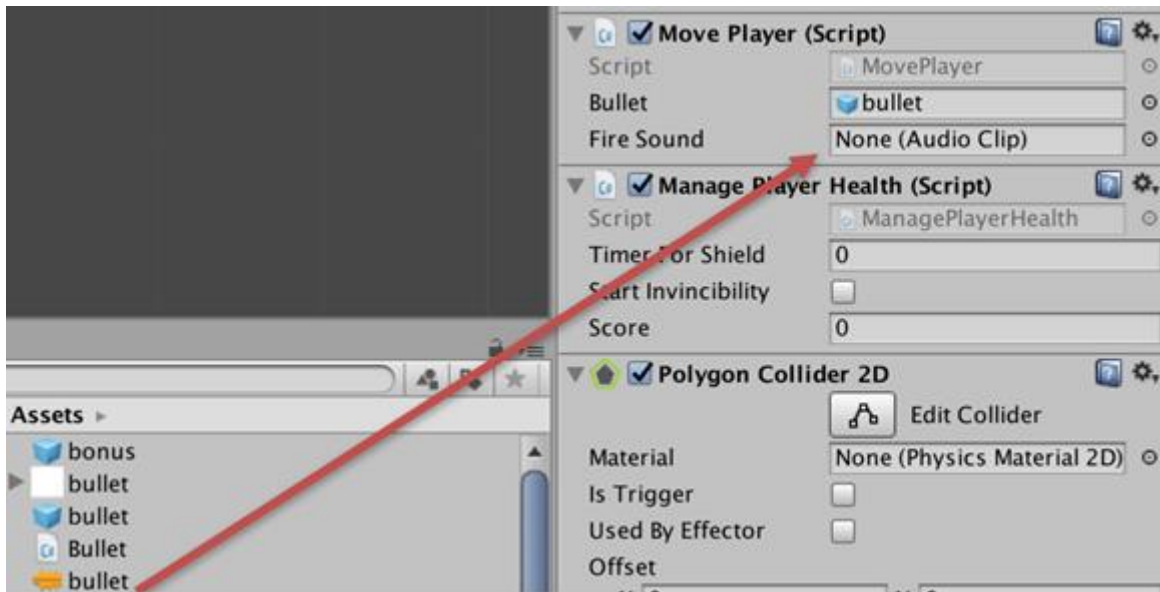 Move Player (Script)
Script MovePlayer
Bullet bullet
Fire Sound None (Audio Clip)
Manage Player Health (Script)
Script ManagePlayerHealth
Timer For Shield 0
Start Invincibility
Score 0
Polygon Collider 2D
Edit Collider
Material None (Physics Material 2D)
Is Trigger
Used By Effector
Offset
Assets
bonus
bullet
bullet
Bullet
bullet